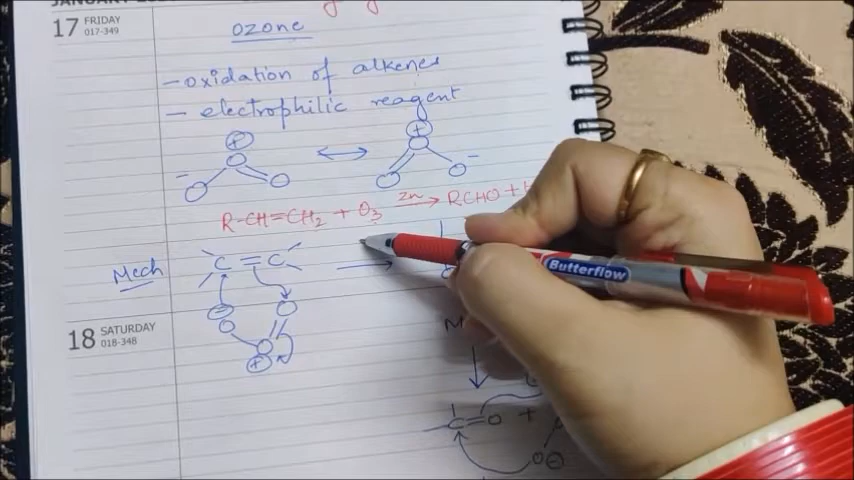 17 FRIDAY
017-349
ozone
- oxidation of alkenes
- electrophilic reagent
R-CH=CH2 + O3 Zn → RCHO +
Mech
C = C →
18 SATURDAY
018-348
C=O +
Butterflow